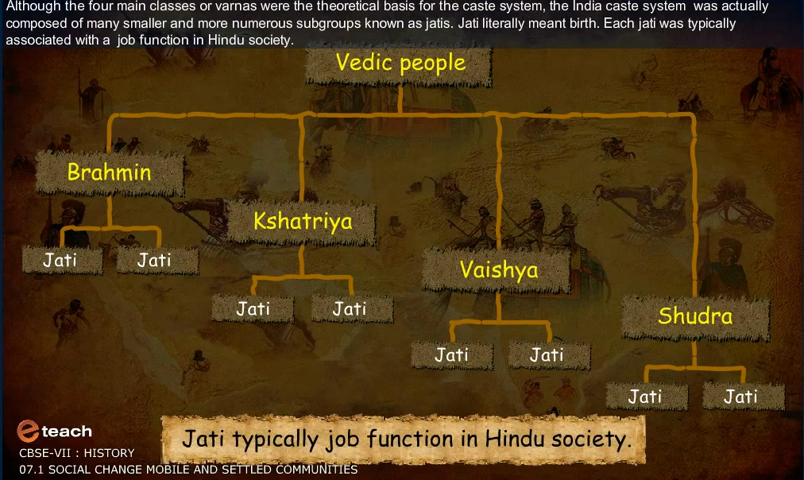 Although the four main classes or varnas were the theoretical basis for the caste system, the India caste system was actually
composed of many smaller and more numerous subgroups known as jatis. Jati literally meant birth. Each jati was typically
associated with a job function in Hindu society.
Vedic people
Brahmin
Kshatriya
Jati
Jati
Vaishya
Jati
Jati
Shudra
Jati
Jati
Jati
Jati
eteach
Jati typically job function in Hindu society.
CBSE-VII : HISTORY
07.1 SOCIAL CHANGE MOBILE AND SETTLED COMMUNITIES